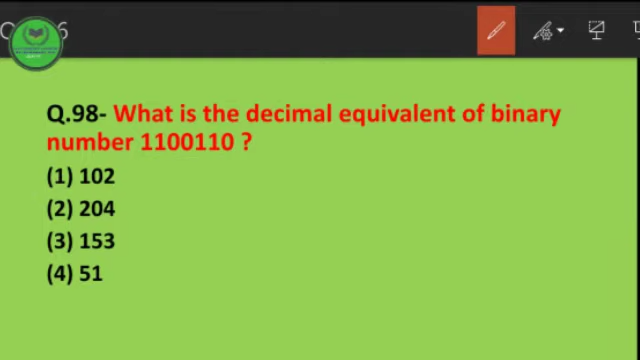 Q.98- What is the decimal equivalent of binary
number 1100110 ?
(1) 102
(2) 204
(3) 153
(4) 51